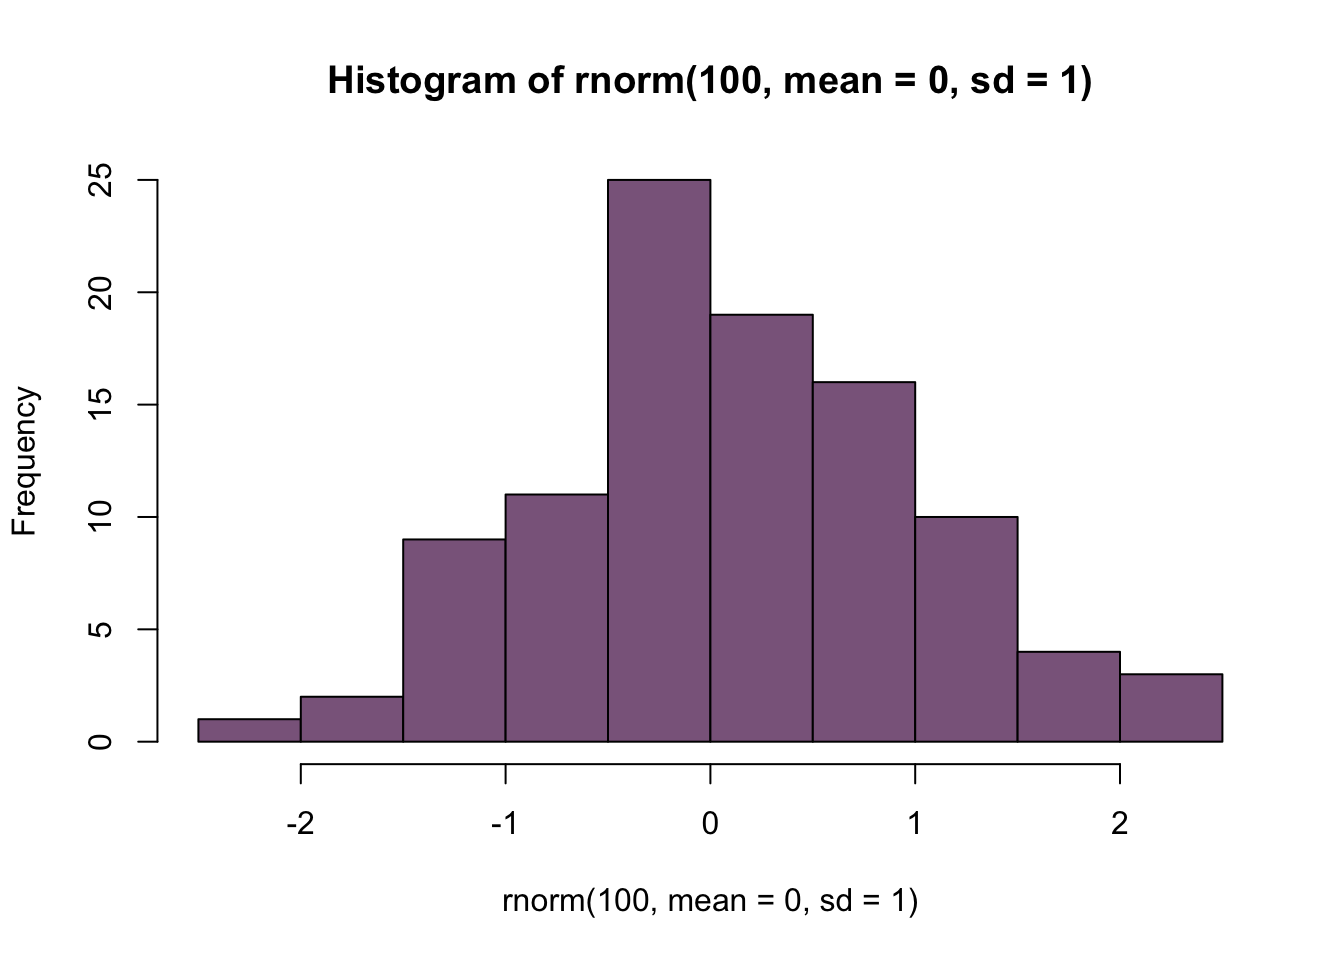 Histogram of rnorm(100, mean = 0, sd = 1)
25
20
15
10
5
0
Frequency
-2 -1 0 1 2
rnorm(100, mean = 0, sd = 1)